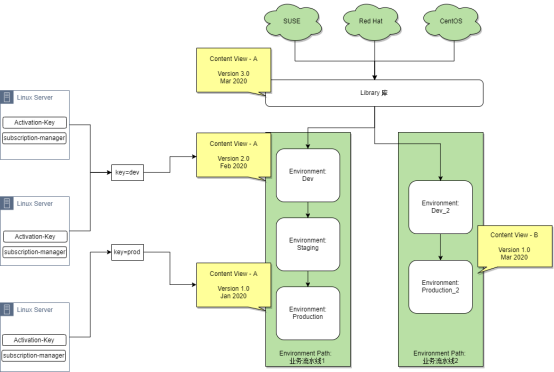 SUSE
Red Hat
CentOS
Content View - A
Version 3.0
Mar 2020
Library 库
Linux Server
Activation-Key
subscription-manager
key=dev
Content View - A
Version 2.0
Feb 2020
Environment:
Dev
Environment:
Dev_2
Linux Server
Activation-Key
subscription-manager
key=prod
Environment:
Staging
Content View - B
Version 1.0
Mar 2020
Content View - A
Version 1.0
Jan 2020
Environment:
Production
Environment:
Production_2
Linux Server
Activation-Key
subscription-manager
Environment Path:
业务流水线1
Environment Path:
业务流水线2